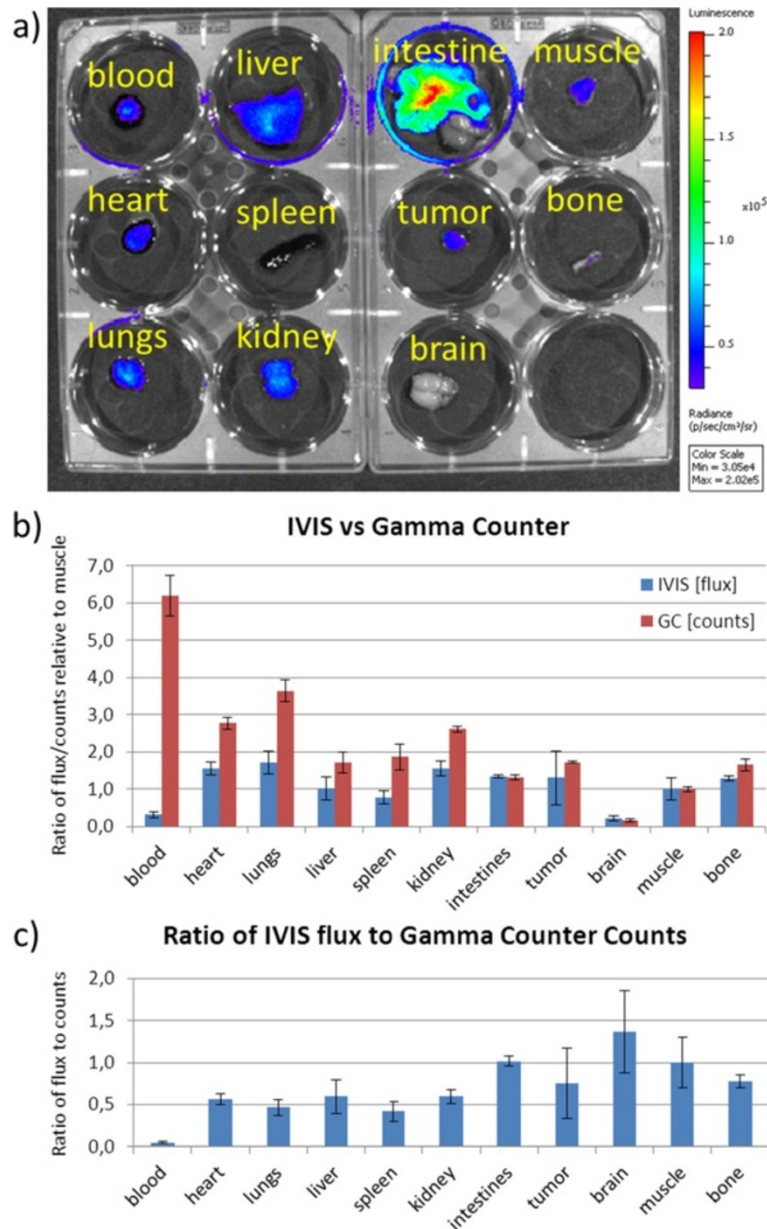 a)
Luminescence
blood
liver
intestine
muscle
2.0
1.5
x10⁵
1.0
0.5
heart
spleen
tumor
bone
lungs
kidney
brain
Radiance
(p/sec/cm²/sr)
Color Scale
Min = 3.05e4
Max = 2.02e5
b)
IVIS vs Gamma Counter
Ratio of flux/counts relative to muscle
7,0
6,0
5,0
4,0
3,0
2,0
1,0
0,0
IVIS [flux]
GC [counts]
blood
heart
lungs
liver
spleen
kidney
intestines
tumor
brain
muscle
bone
c)
Ratio of IVIS flux to Gamma Counter Counts
Ratio of flux to counts
2,0
1,5
1,0
0,5
0,0
blood
heart
lungs
liver
spleen
kidney
intestines
tumor
brain
muscle
bone